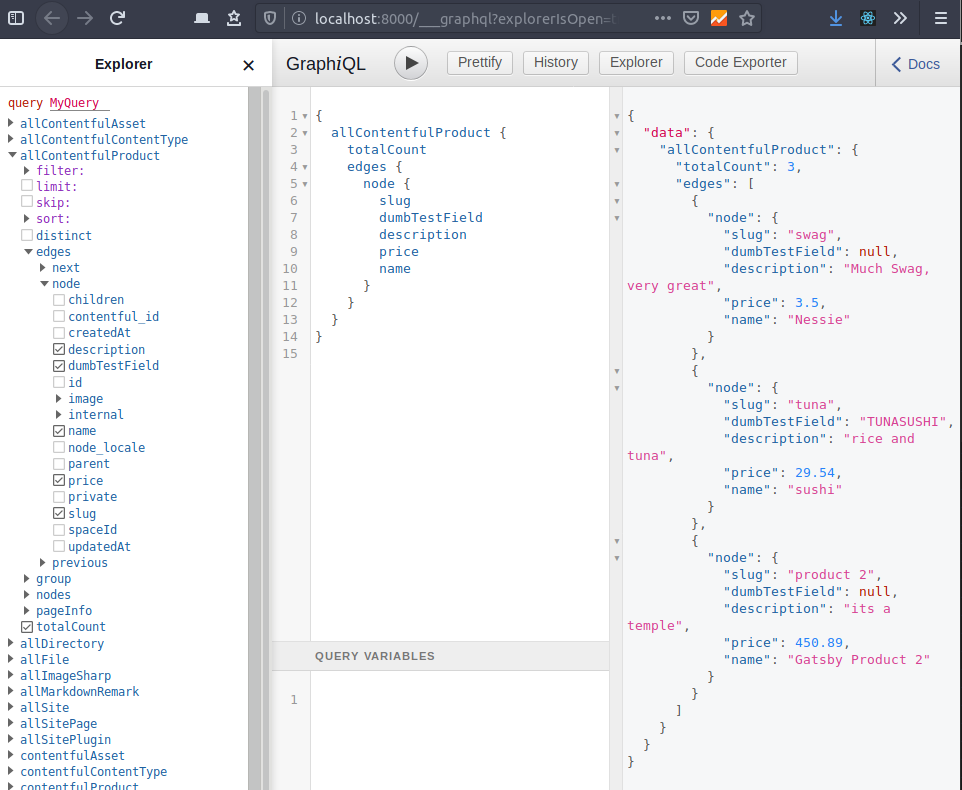 localhost:8000/___graphql?explorerIsOpen=
Explorer
query MyQuery
allContentfulAsset
allContentfulContentType
allContentfulProduct
filter:
limit:
skip:
sort:
distinct
edges
next
node
children
contentful_id
createdAt
description
dumbTestField
id
image
internal
name
node_locale
parent
price
private
slug
spaceId
updatedAt
previous
group
nodes
pageInfo
totalCount
allDirectory
allFile
allImageSharp
allMarkdownRemark
allSite
allSitePage
allSitePlugin
contentfulAsset
contentfulContentType
contentfulProduct
GraphiQL
Prettify
History
Explorer
Code Exporter
Docs
1 {
2 allContentfulProduct {
3 totalCount
4 edges {
5 node {
6 slug
7 dumbTestField
8 description
9 price
10 name
11 }
12 }
13 }
14 }
15
QUERY VARIABLES
1
{
"data": {
"allContentfulProduct": {
"totalCount": 3,
"edges": [
{
"node": {
"slug": "swag",
"dumbTestField": null,
"description": "Much Swag,
very great",
"price": 3.5,
"name": "Nessie"
}
},
{
"node": {
"slug": "tuna",
"dumbTestField": "TUNASUSHI",
"description": "rice and
tuna",
"price": 29.54,
"name": "sushi"
}
},
{
"node": {
"slug": "product 2",
"dumbTestField": null,
"description": "its a
temple",
"price": 450.89,
"name": "Gatsby Product 2"
}
}
]
}
}
}